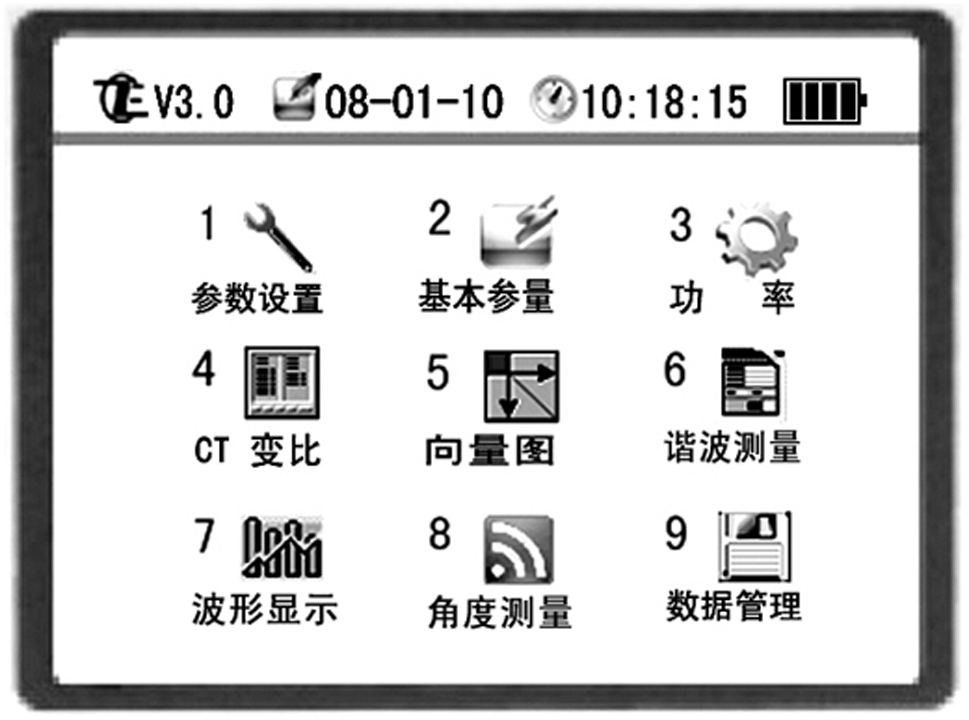 V3.0 08-01-10 10:18:15
1 2 3
参数设置 基本参量 功 率
4 5 6
CT 变比 向量图 谐波测量
7 8 9
波形显示 角度测量 数据管理